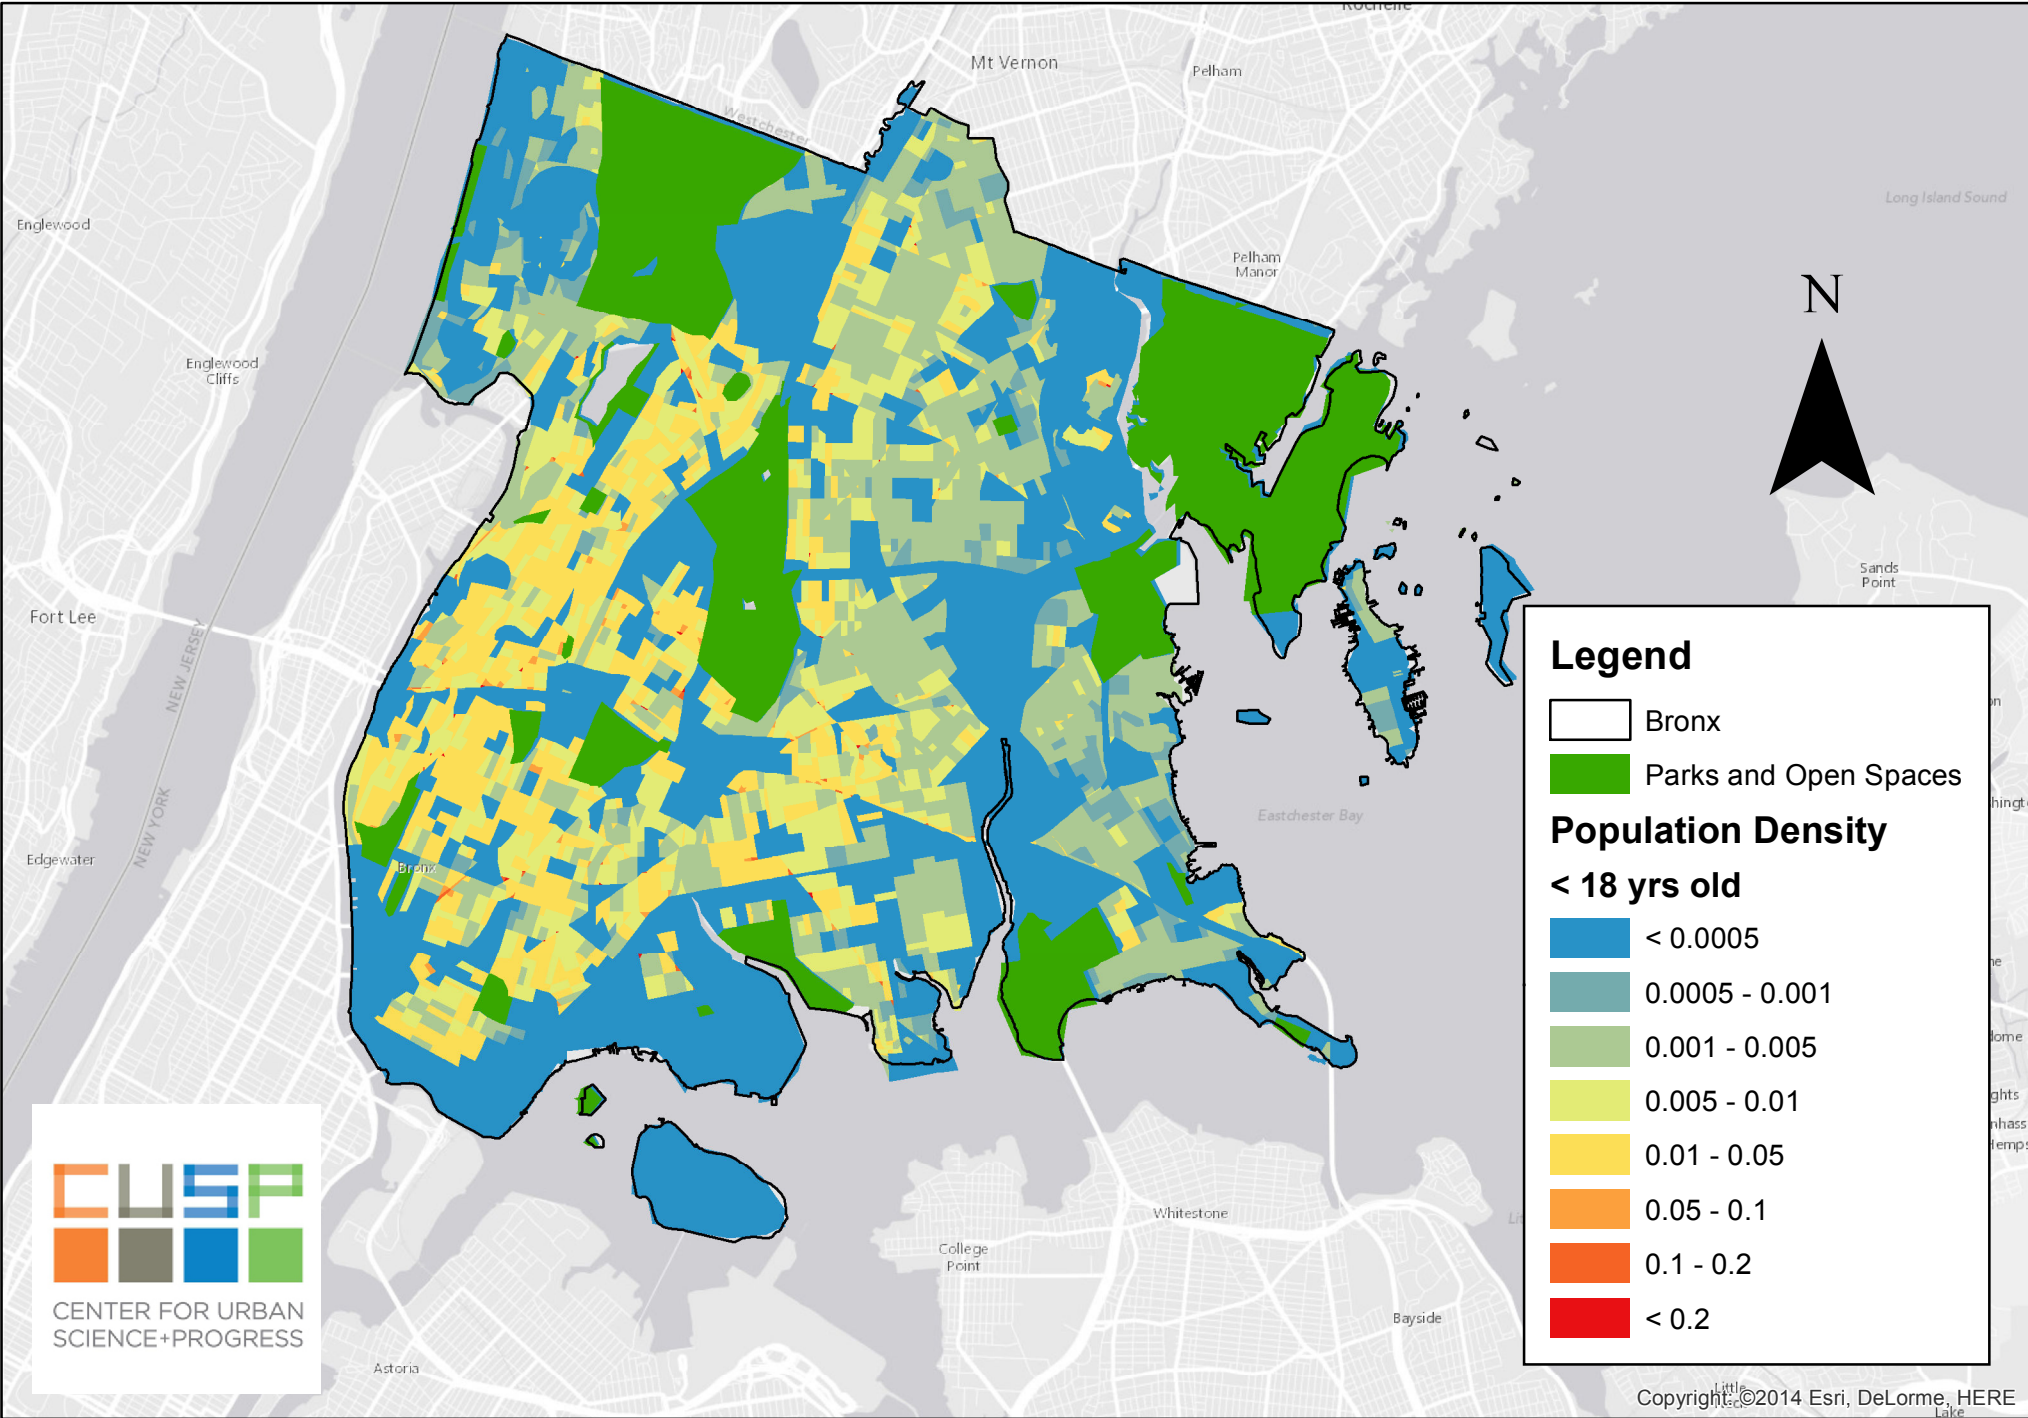 Rochelle
Mt Vernon
Pelham
Westchester
Englewood
Long Island Sound
N
Pelham
Manor
Englewood
Cliffs
Sands
Point
Fort Lee
NEW JERSEY
NEW YORK
Legend
Bronx
Parks and Open Spaces
Population Density
< 18 yrs old
< 0.0005
0.0005 - 0.001
0.001 - 0.005
0.005 - 0.01
0.01 - 0.05
0.05 - 0.1
0.1 - 0.2
< 0.2
Eastchester Bay
Edgewater
Bronx
CUSP
CENTER FOR URBAN
SCIENCE+PROGRESS
Whitestone
College
Point
Bayside
Astoria
Little
Copyright: ©2014 Esri, DeLorme, HERE
Lake